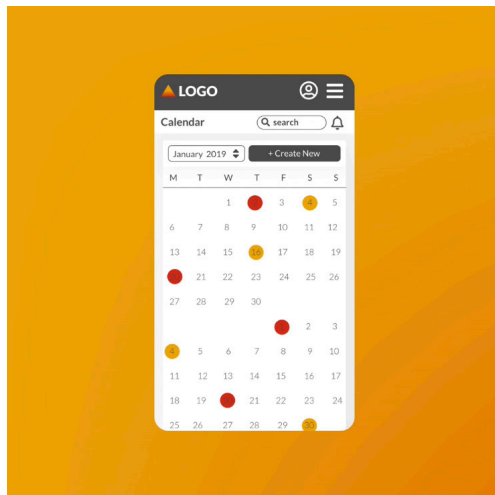 LOGO
Calendar
search
January 2019
+ Create New
M T W T F S S
1 2 3 4 5
6 7 8 9 10 11 12
13 14 15 16 17 18 19
21 22 23 24 25 26
27 28 29 30
1 2 3
4 5 6 7 8 9 10
11 12 13 14 15 16 17
18 19 21 22 23 24
25 26 27 28 29 30